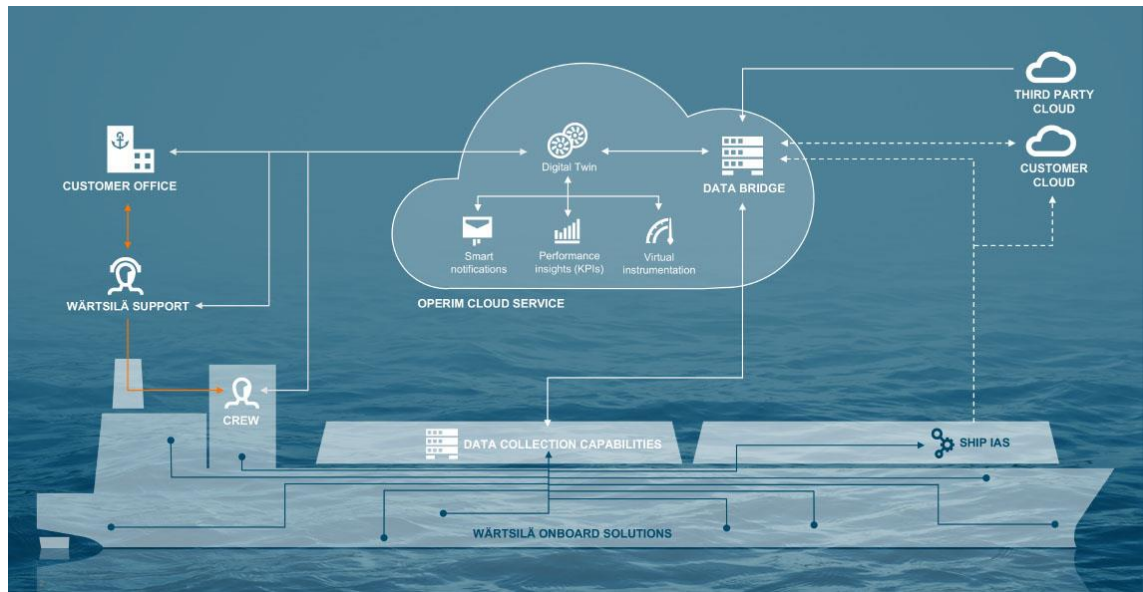 THIRD PARTY
CLOUD
CUSTOMER
CLOUD
CUSTOMER OFFICE
Digital Twin
DATA BRIDGE
Smart
notifications
Performance
insights (KPIs)
Virtual
instrumentation
OPERIM CLOUD SERVICE
WÄRTSILÄ SUPPORT
CREW
DATA COLLECTION CAPABILITIES
SHIP IAS
WÄRTSILÄ ONBOARD SOLUTIONS